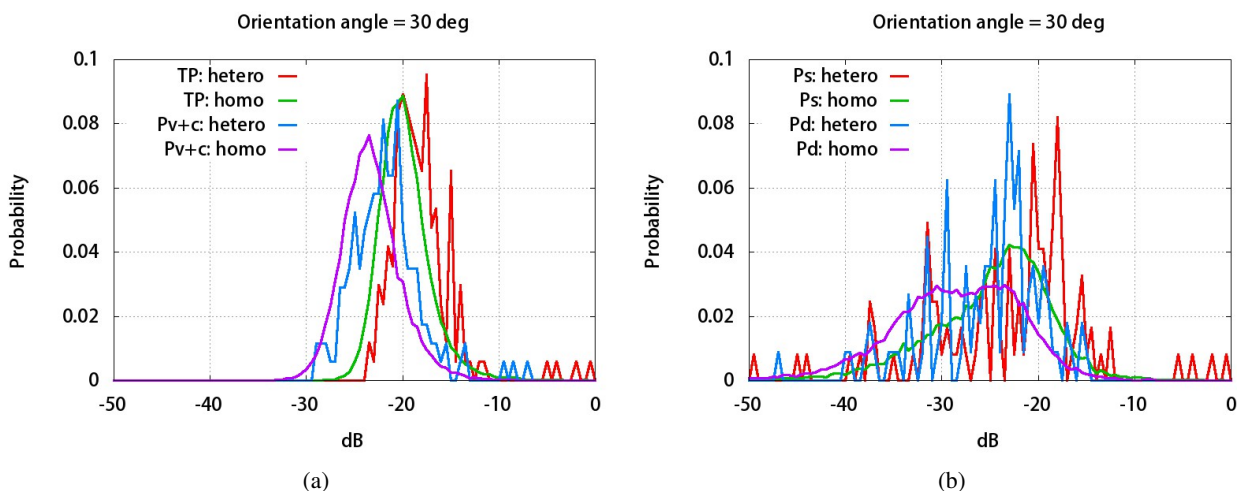 Orientation angle = 30 deg
0.1
0.08
0.06
0.04
0.02
0
Probability
TP: hetero
TP: homo
Pv+c: hetero
Pv+c: homo
-50
-40
-30
-20
-10
0
dB
(a)
Orientation angle = 30 deg
0.1
0.08
0.06
0.04
0.02
0
Probability
Ps: hetero
Ps: homo
Pd: hetero
Pd: homo
-50
-40
-30
-20
-10
0
dB
(b)